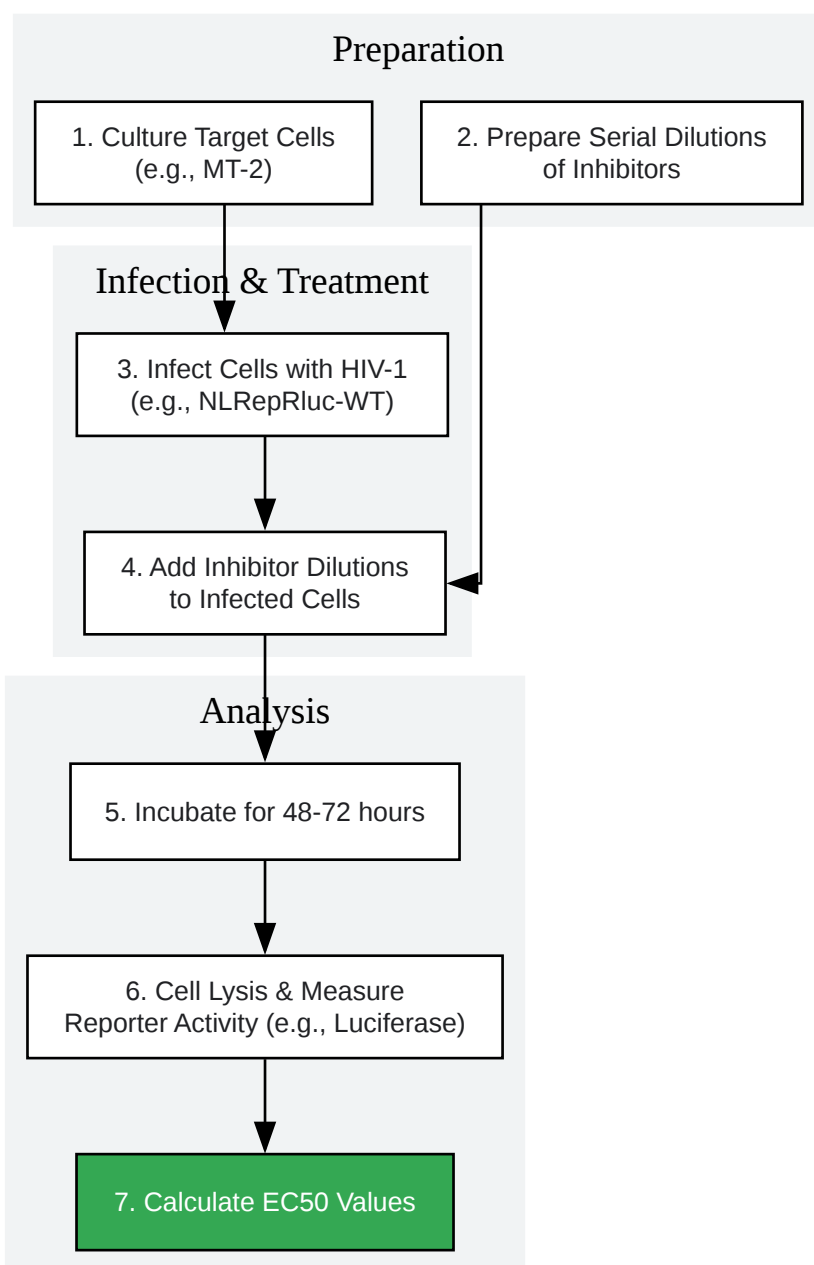 Preparation
1. Culture Target Cells
(e.g., MT-2)
2. Prepare Serial Dilutions
of Inhibitors
Infection & Treatment
3. Infect Cells with HIV-1
(e.g., NLRepRluc-WT)
4. Add Inhibitor Dilutions
to Infected Cells
Analysis
5. Incubate for 48-72 hours
6. Cell Lysis & Measure
Reporter Activity (e.g., Luciferase)
7. Calculate EC50 Values